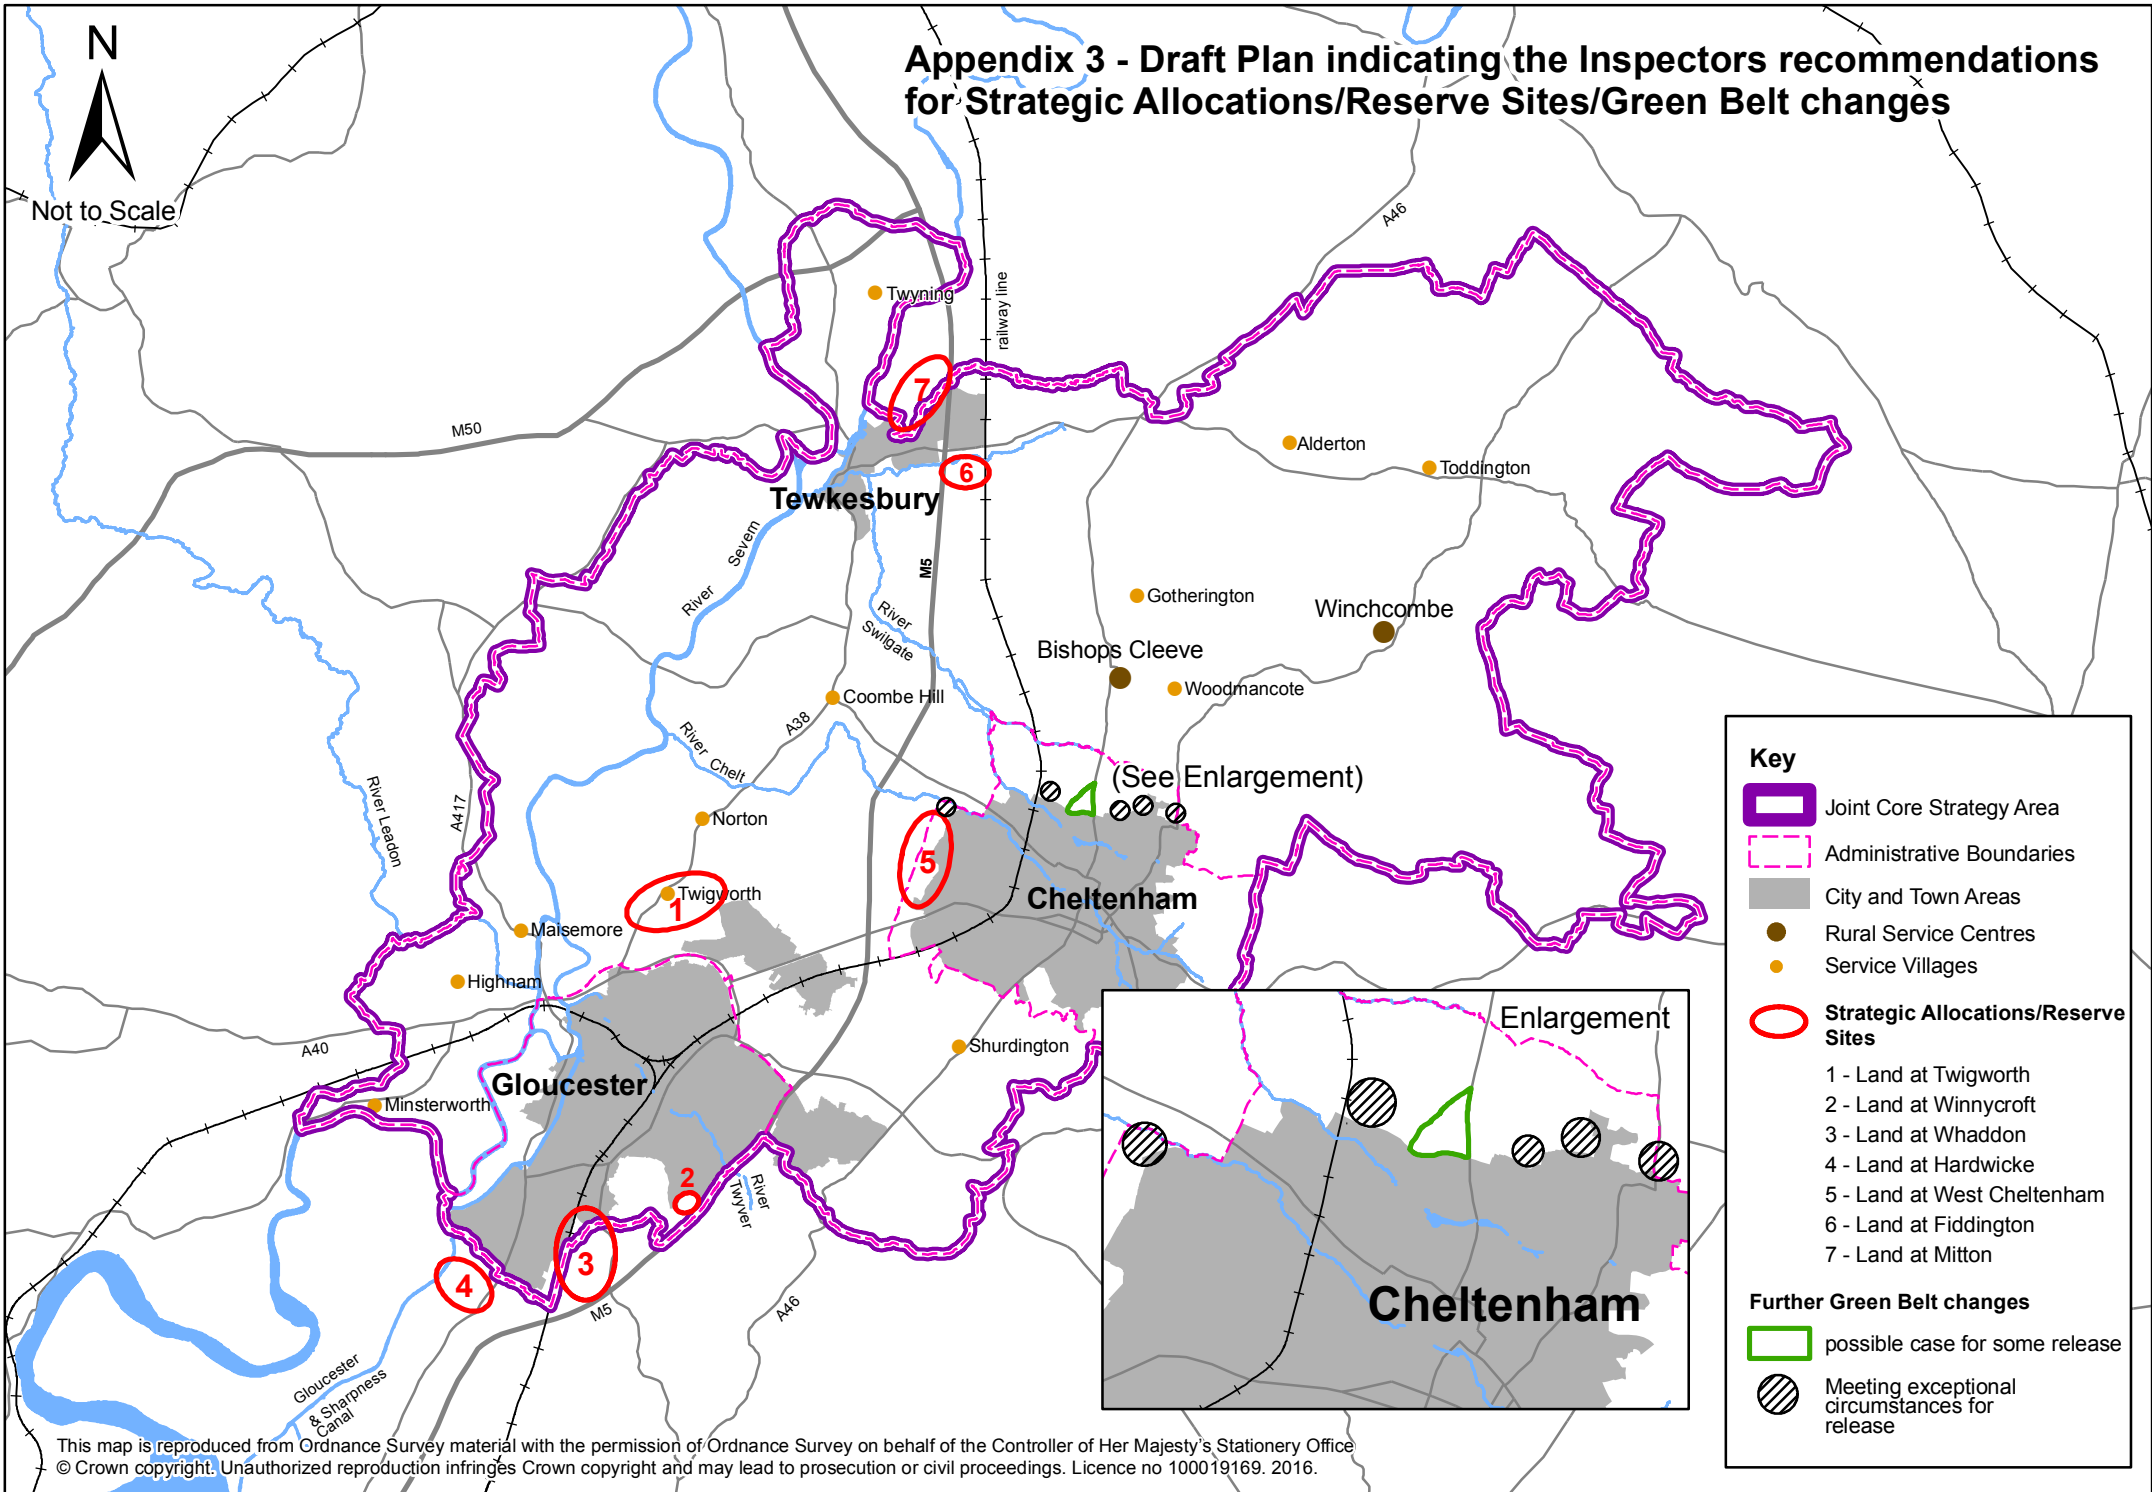 Appendix 3 - Draft Plan indicating the Inspectors recommendations
for Strategic Allocations/Reserve Sites/Green Belt changes
N
Not to Scale
A46
Twyning
railway line
7
M50
Alderton
Toddington
6
Tewkesbury
River Severn
M5
River
Swilgate
Gotherington
Winchcombe
Bishops Cleeve
Woodmancote
Coombe Hill
A38
River Chelt
(See Enlargement)
River Leadon
A417
Norton
5
Cheltenham
Twigworth
1
Maisemore
Highnam
A40
Shurdington
Gloucester
Minsterworth
2
River
Twyver
3
4
M5
A46
Gloucester
& Sharpness
Canal
Enlargement
Cheltenham
Key
Joint Core Strategy Area
Administrative Boundaries
City and Town Areas
Rural Service Centres
Service Villages
Strategic Allocations/Reserve
Sites
1 - Land at Twigworth
2 - Land at Winnycroft
3 - Land at Whaddon
4 - Land at Hardwicke
5 - Land at West Cheltenham
6 - Land at Fiddington
7 - Land at Mitton
Further Green Belt changes
possible case for some release
Meeting exceptional
circumstances for
release
This map is reproduced from Ordnance Survey material with the permission of Ordnance Survey on behalf of the Controller of Her Majesty's Stationery Office
© Crown copyright. Unauthorized reproduction infringes Crown copyright and may lead to prosecution or civil proceedings. Licence no 100019169. 2016.